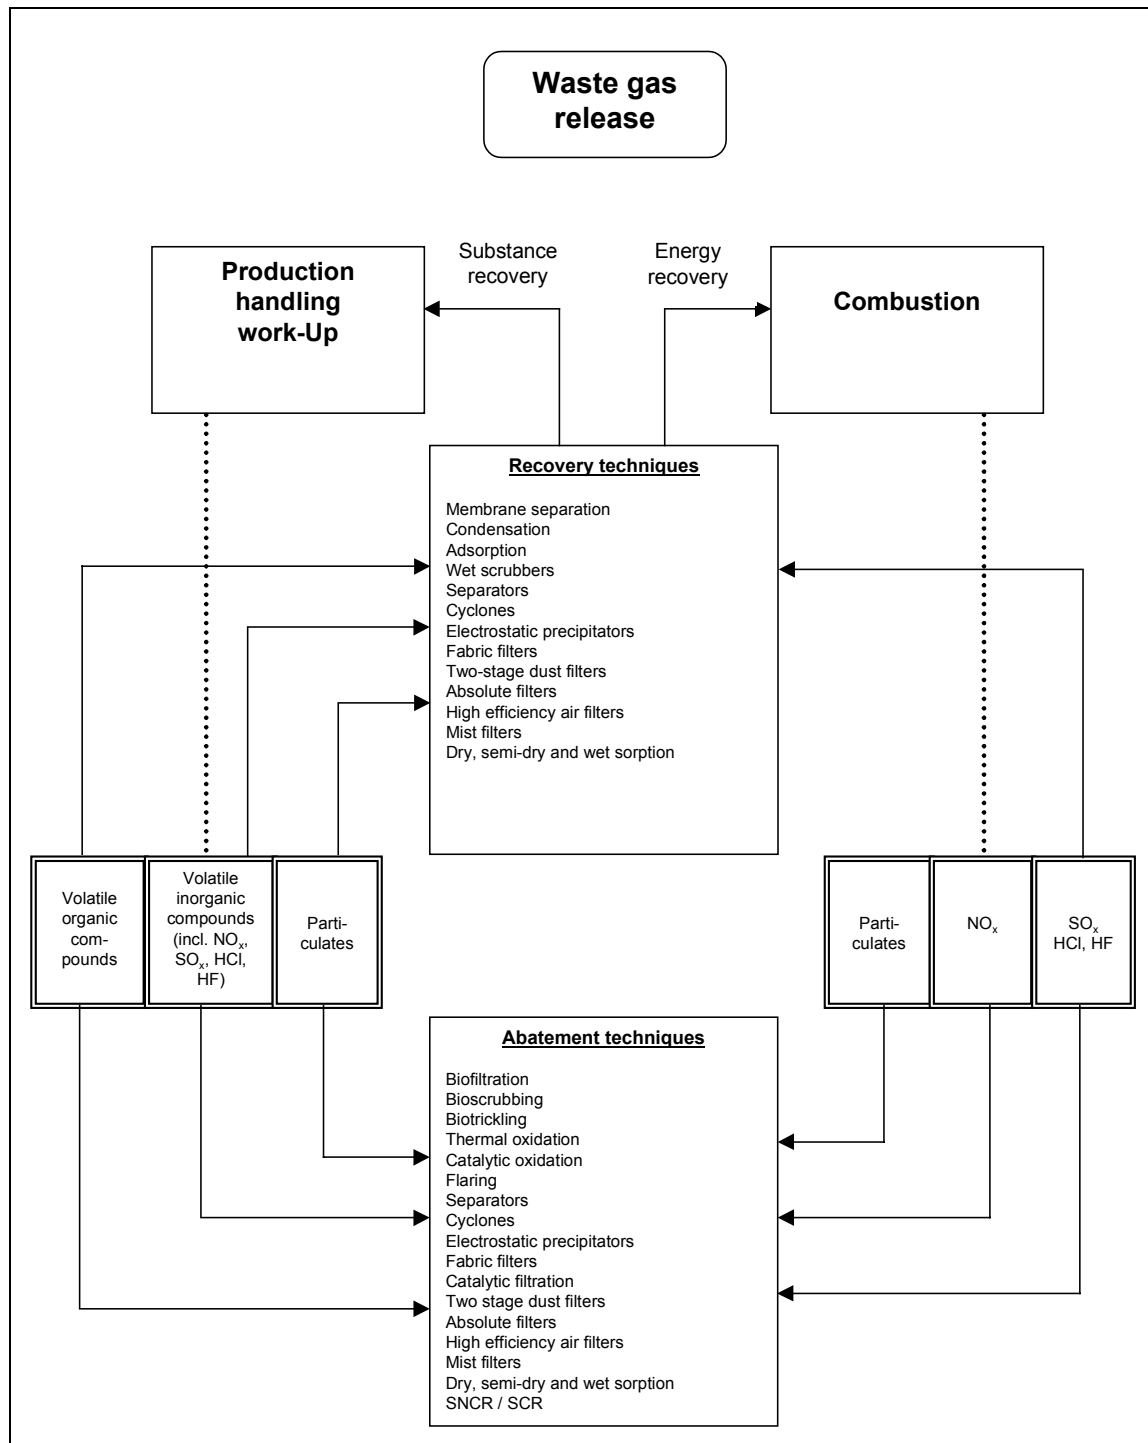 Waste gas
release
Substance
recovery
Energy
recovery
Production
handling
work-Up
Combustion
Recovery techniques
Membrane separation
Condensation
Adsorption
Wet scrubbers
Separators
Cyclones
Electrostatic precipitators
Fabric filters
Two-stage dust filters
Absolute filters
High efficiency air filters
Mist filters
Dry, semi-dry and wet sorption
Volatile
organic
com-
pounds
Volatile
inorganic
compounds
(incl. NOx,
SOx, HCl,
HF)
Parti-
culates
Parti-
culates
NOx
SOx
HCl, HF
Abatement techniques
Biofiltration
Bioscrubbing
Biotrickling
Thermal oxidation
Catalytic oxidation
Flaring
Separators
Cyclones
Electrostatic precipitators
Fabric filters
Catalytic filtration
Two stage dust filters
Absolute filters
High efficiency air filters
Mist filters
Dry, semi-dry and wet sorption
SNCR / SCR